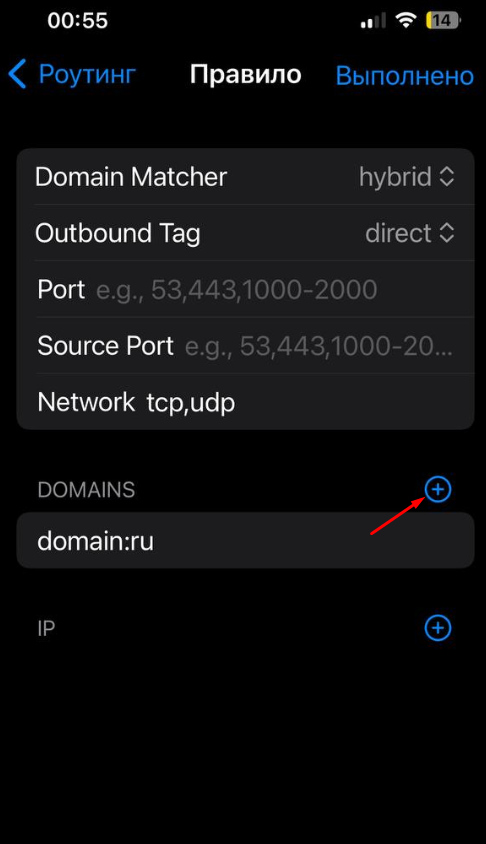 00:55 14
Роутинг Правило Выполнено
Domain Matcher hybrid
Outbound Tag direct
Port e.g., 53,443,1000-2000
Source Port e.g., 53,443,1000-20...
Network tcp,udp
DOMAINS
domain:ru
IP